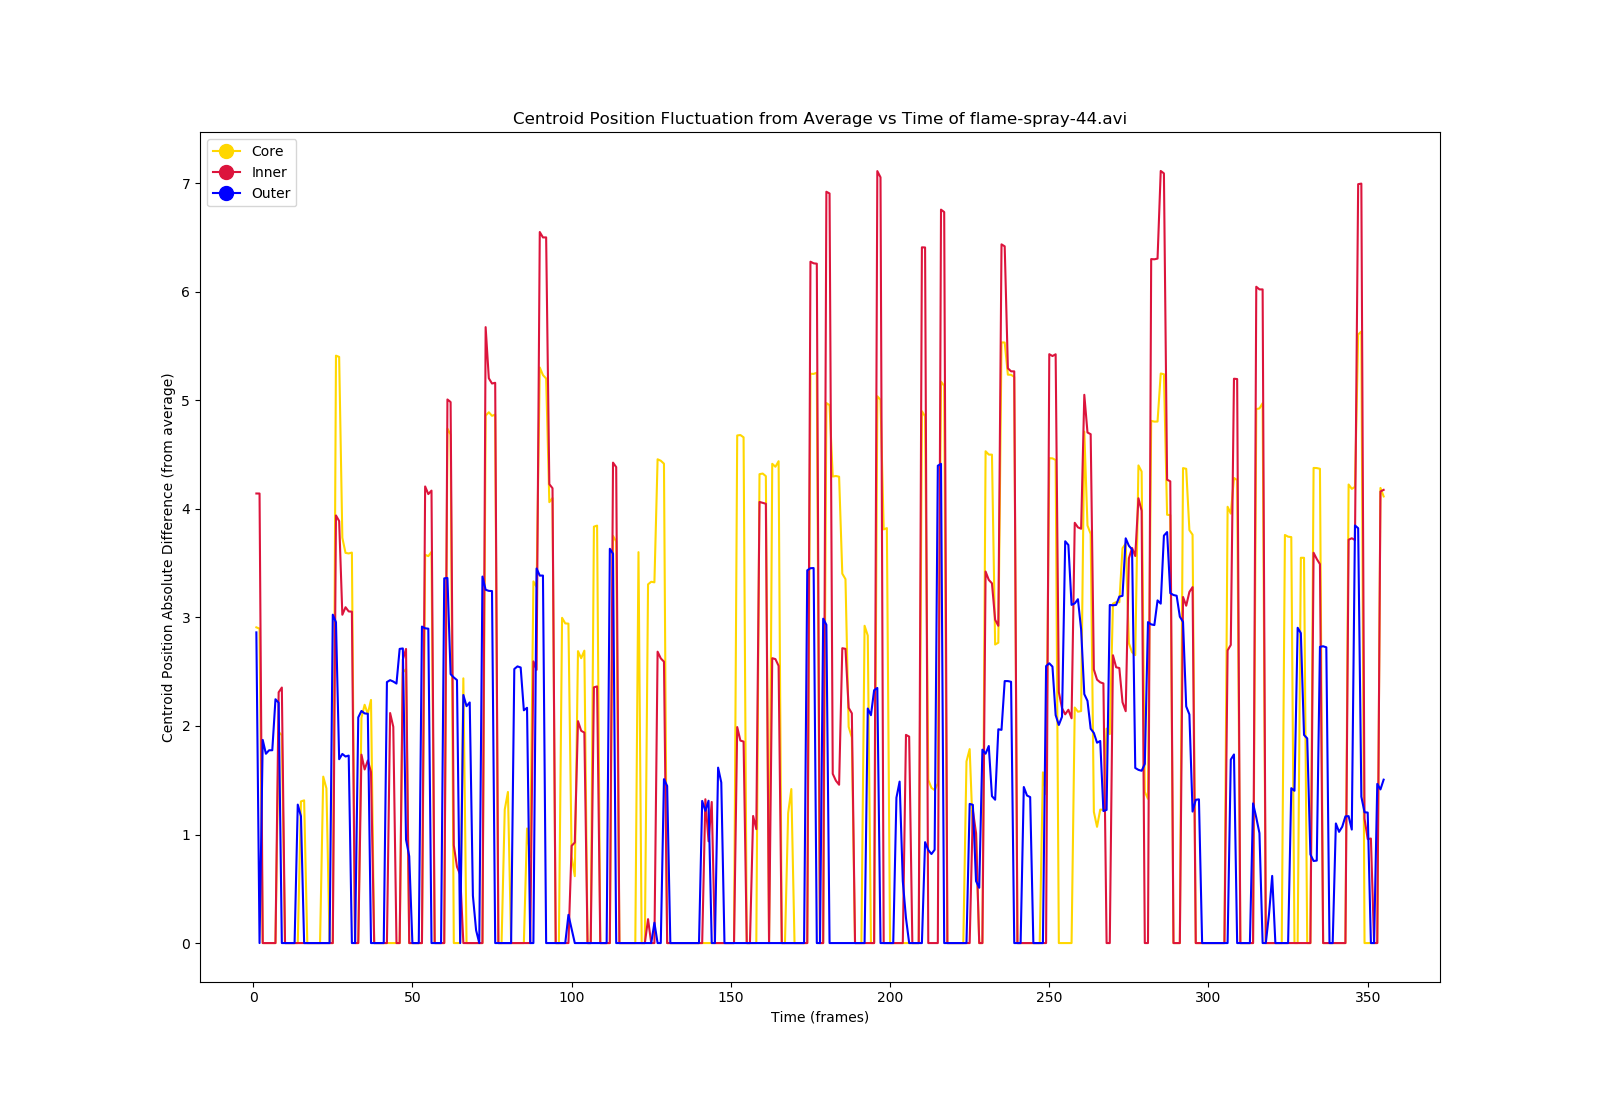 Centroid Position Fluctuation from Average vs Time of flame-spray-44.avi
Core
Inner
Outer
7
6
5
4
3
2
1
0
Centroid Position Absolute Difference (from average)
0 50 100 150 200 250 300 350
Time (frames)